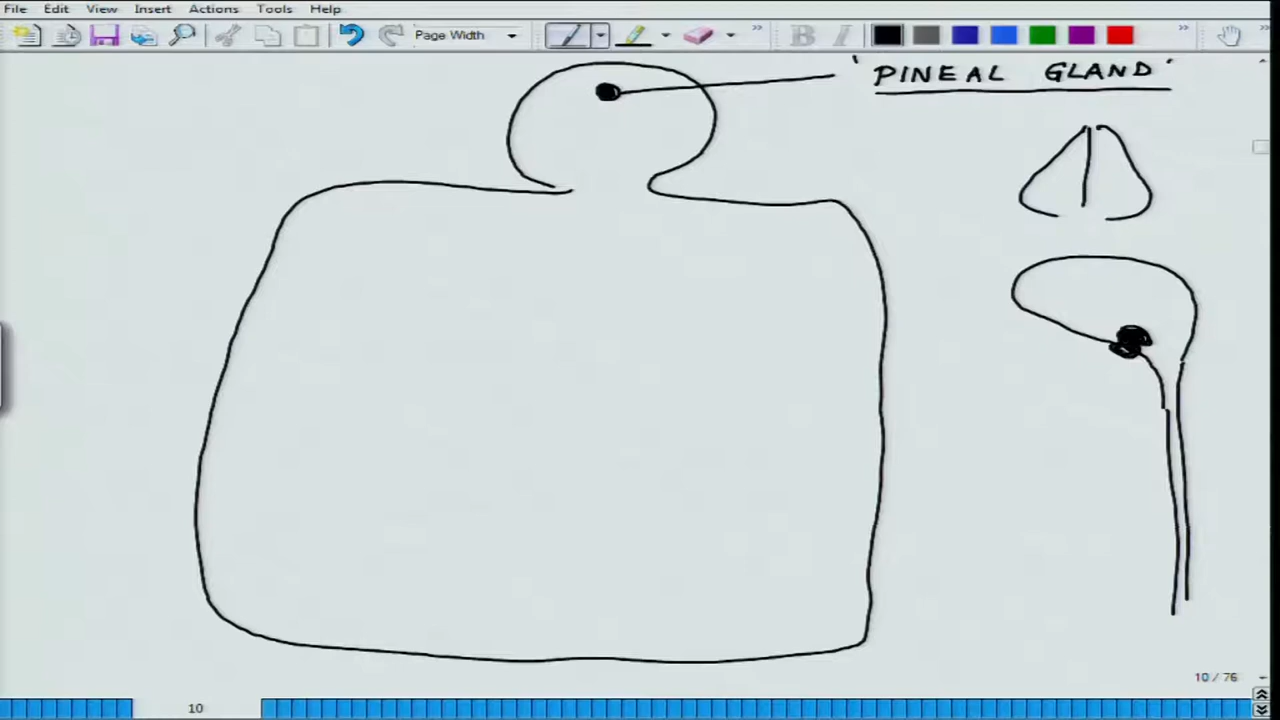 File Edit View Insert Actions Tools Help
Page Width
B I
'PINEAL GLAND'
10 / 76
10